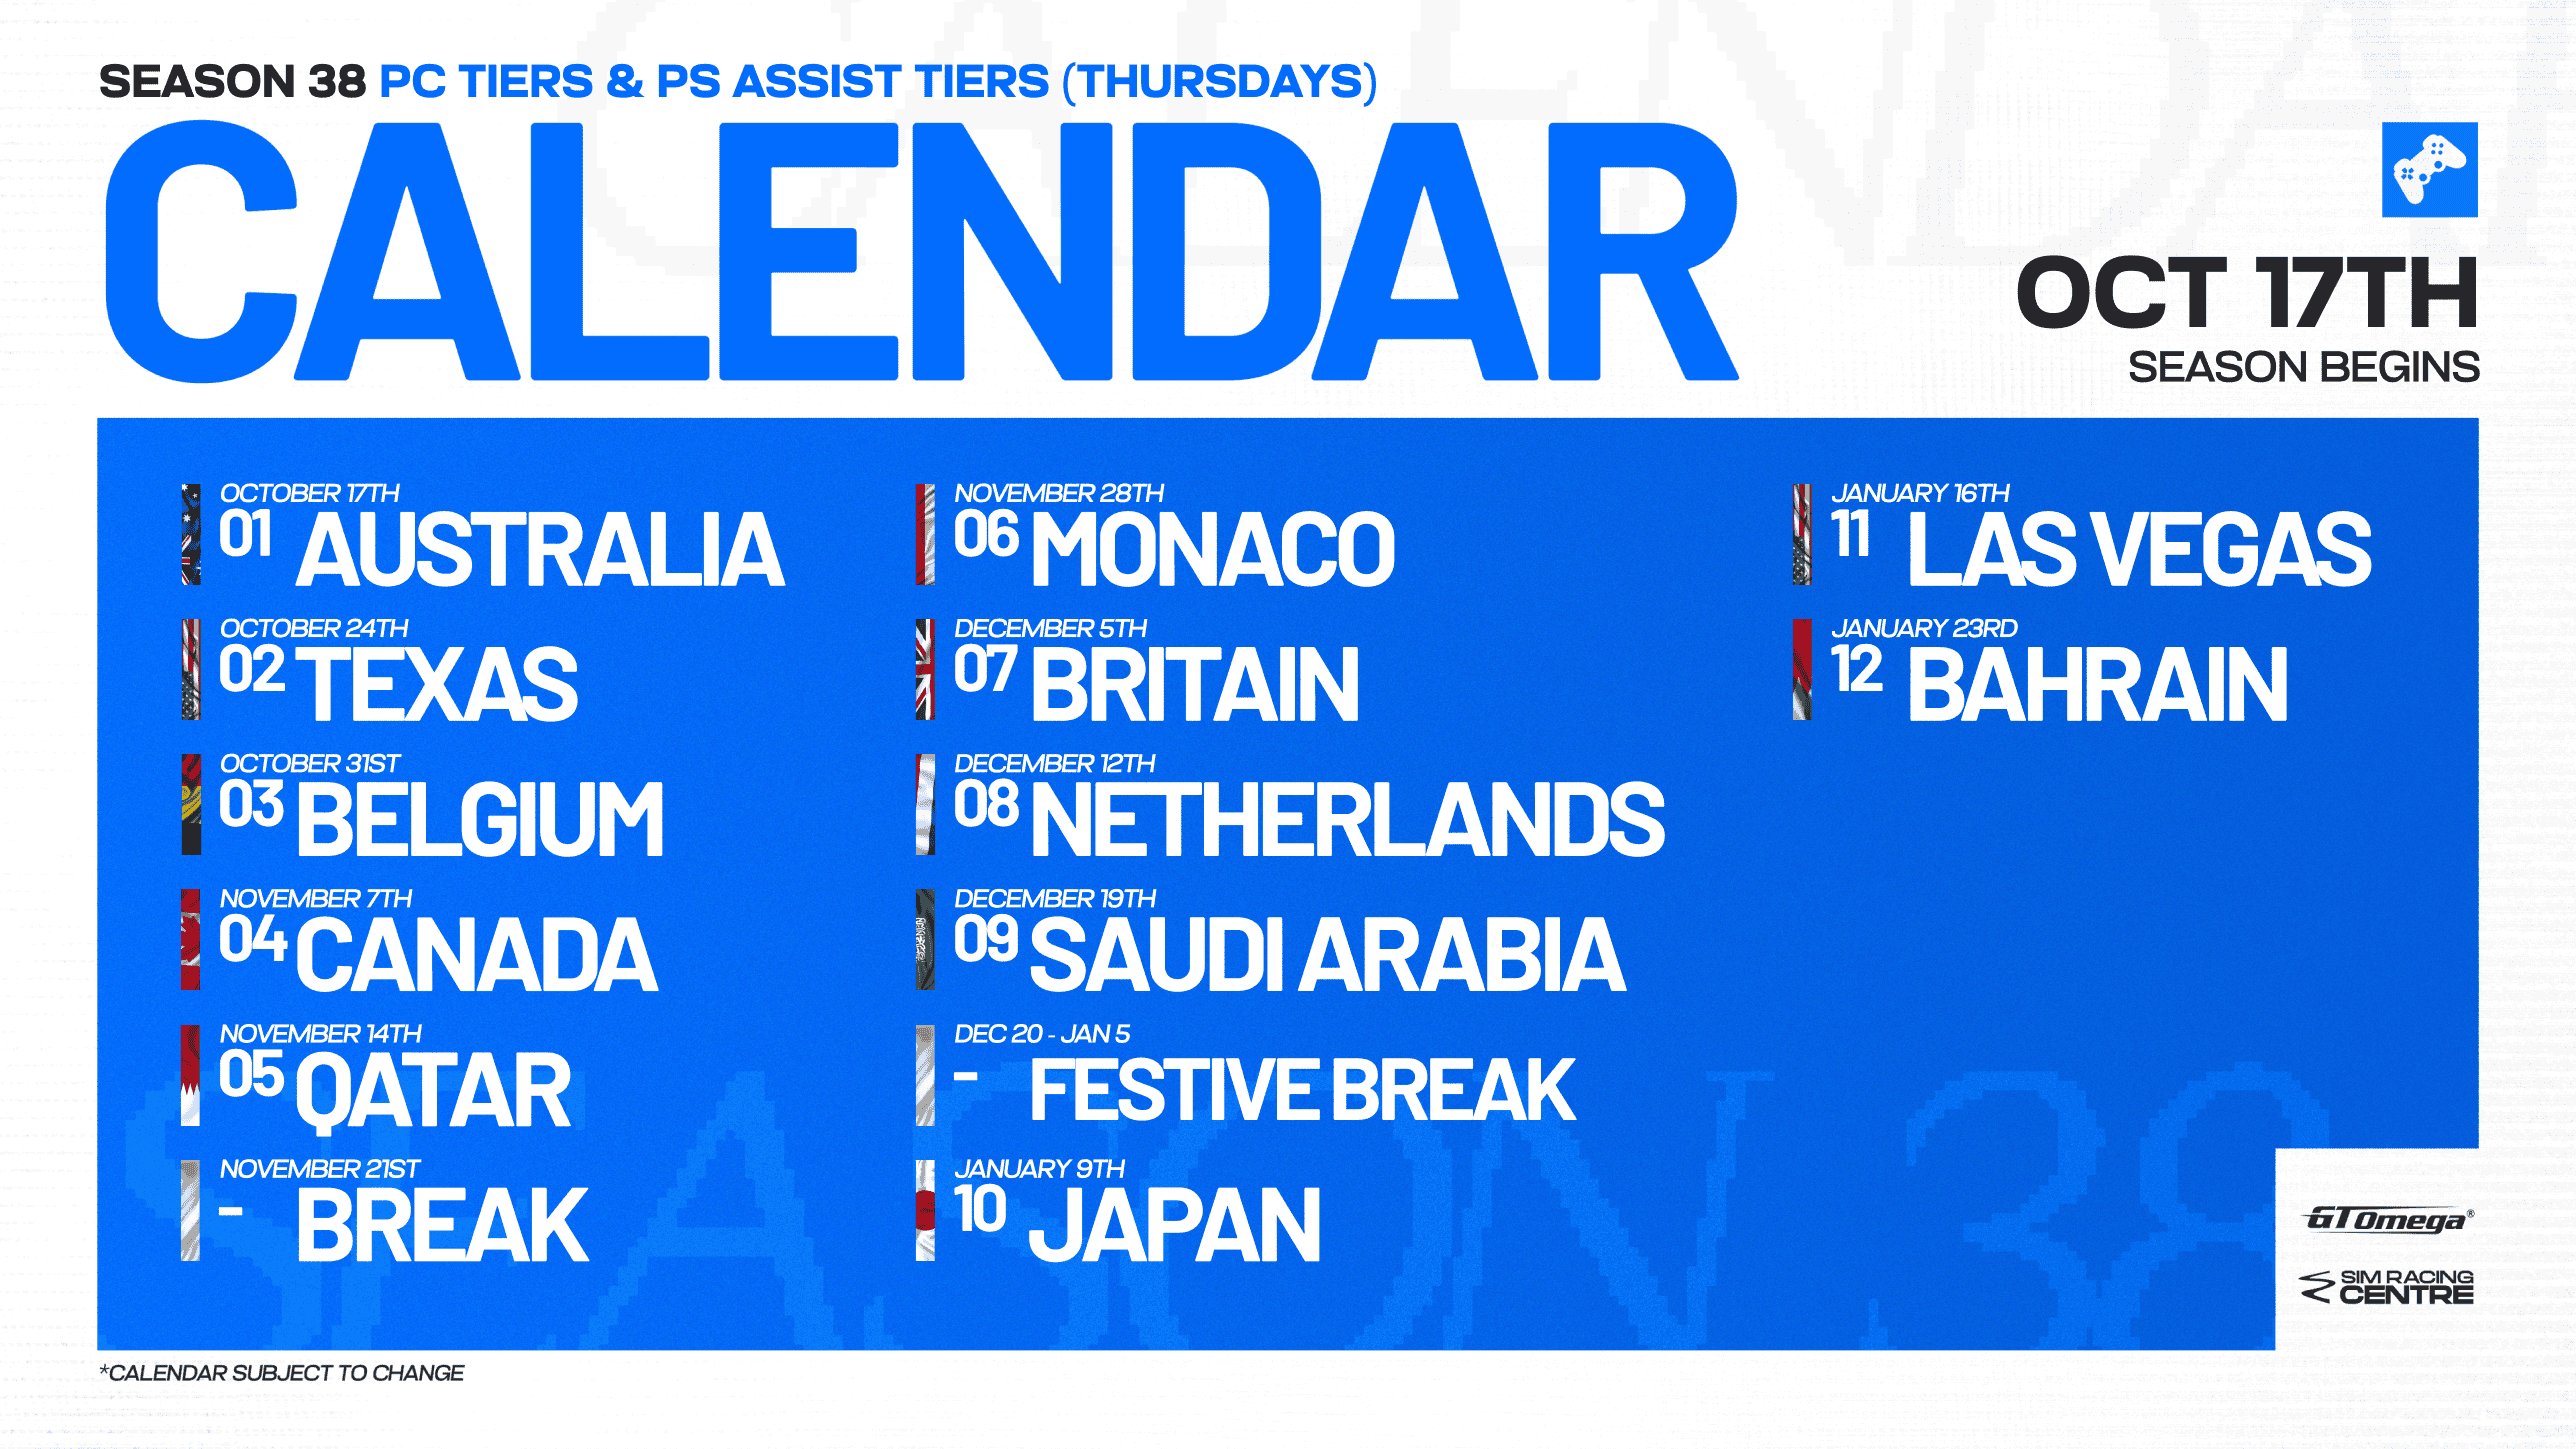 SEASON 38 PC TIERS & PS ASSIST TIERS (THURSDAYS)
CALENDAR
OCT 17TH
SEASON BEGINS
OCTOBER 17TH
01 AUSTRALIA
OCTOBER 24TH
02 TEXAS
OCTOBER 31ST
03 BELGIUM
NOVEMBER 7TH
04 CANADA
NOVEMBER 14TH
05 QATAR
NOVEMBER 21ST
- BREAK
NOVEMBER 28TH
06 MONACO
DECEMBER 5TH
07 BRITAIN
DECEMBER 12TH
08 NETHERLANDS
DECEMBER 19TH
09 SAUDI ARABIA
DEC 20 - JAN 5
- FESTIVE BREAK
JANUARY 9TH
10 JAPAN
JANUARY 16TH
11 LAS VEGAS
JANUARY 23RD
12 BAHRAIN
SEASON 38
GT Omega®
SIM RACING
CENTRE
*CALENDAR SUBJECT TO CHANGE